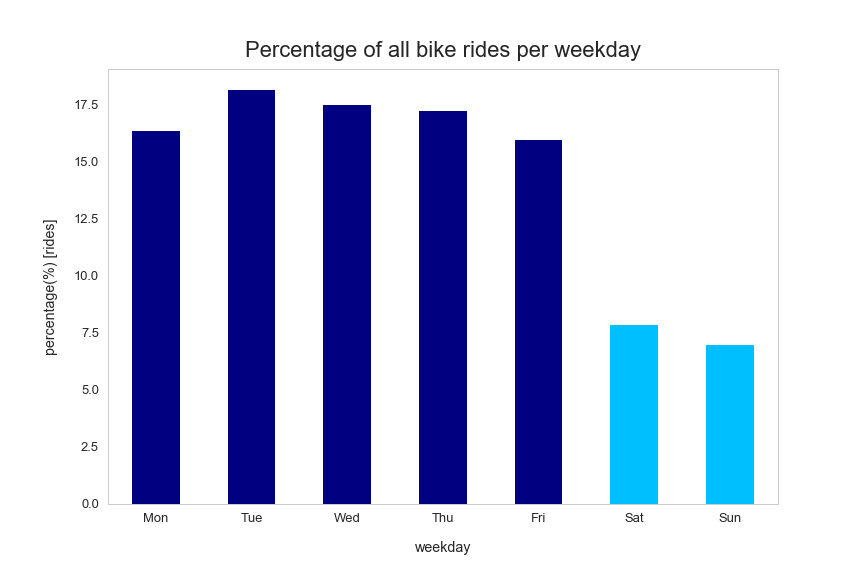 Percentage of all bike rides per weekday
17.5
15.0
12.5
10.0
7.5
5.0
2.5
0.0
percentage(%) [rides]
Mon Tue Wed Thu Fri Sat Sun
weekday